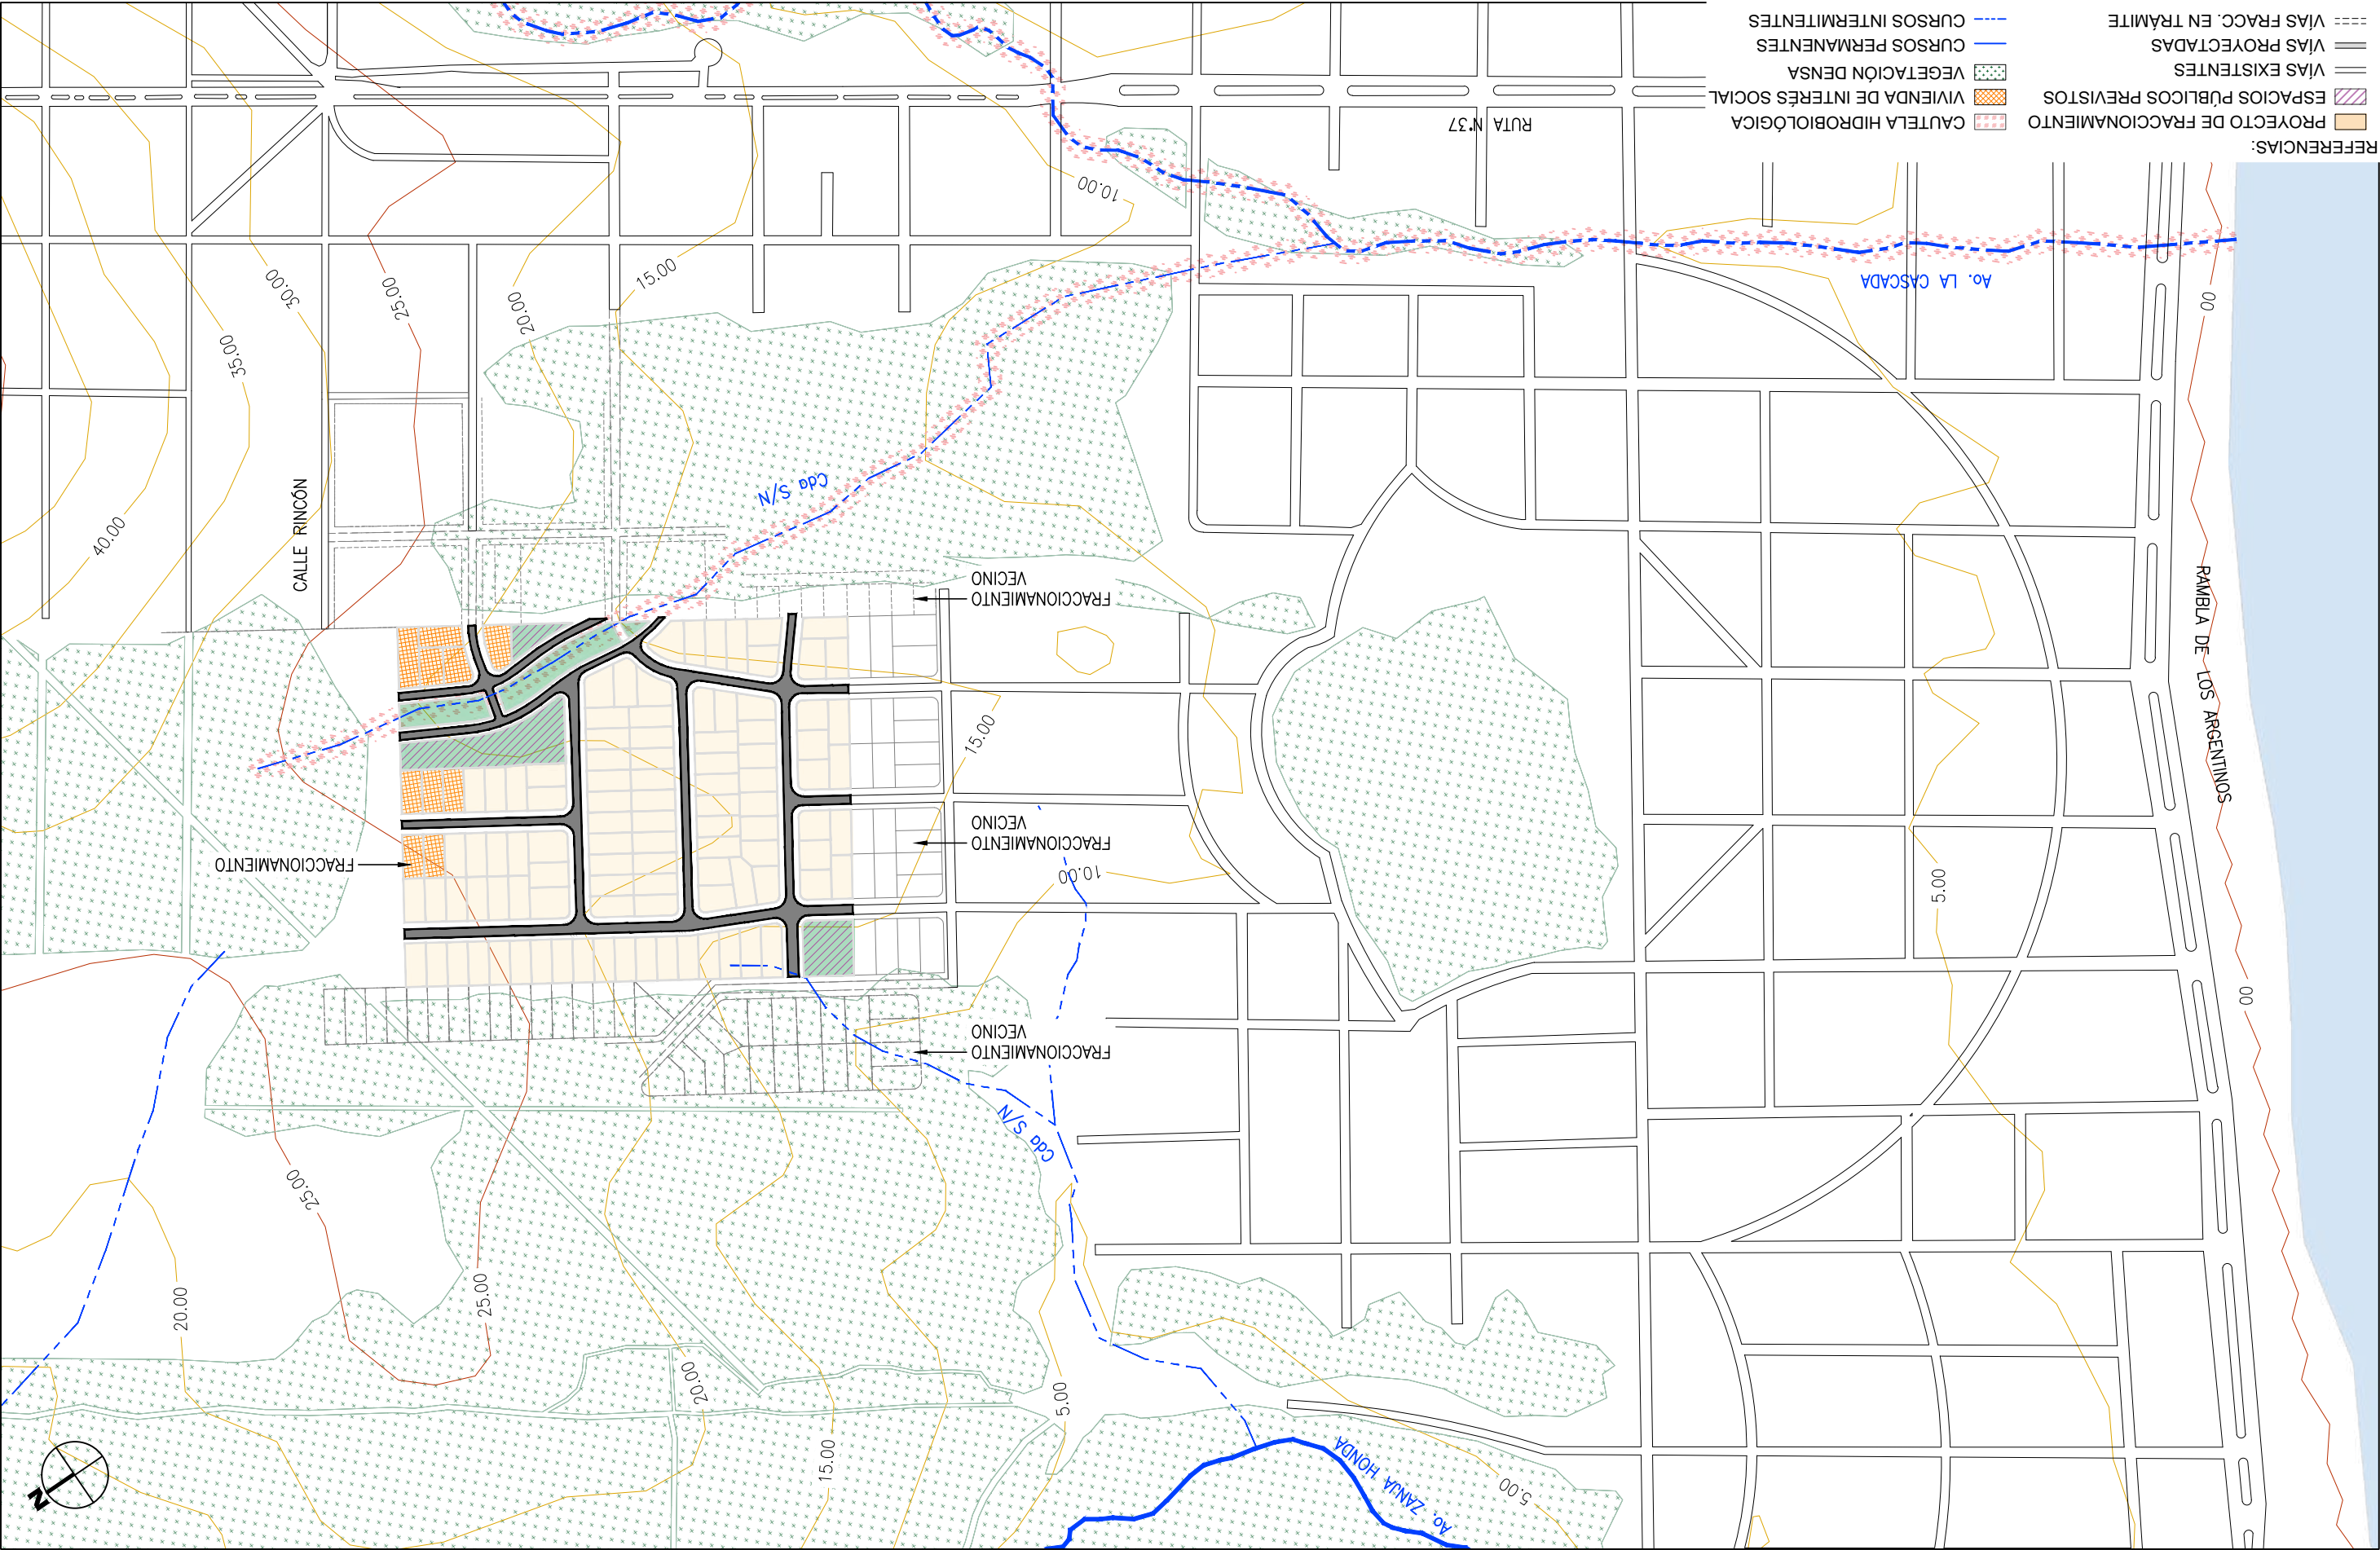 N
Ao. ZANJA HONDA
5.00
15.00
5.00
20.00
20.00
25.00
25.00
Cda S/N
FRACCIONAMIENTO
VECINO
00
5.00
10.00
FRACCIONAMIENTO
FRACCIONAMIENTO
VECINO
15.00
RAMBLA DE LOS ARGENTINOS
FRACCIONAMIENTO
VECINO
CALLE RINCÓN
40.00
Cda S/N
35.00
20.00
25.00
30.00
15.00
00
Ao. LA CASCADA
10.00
RUTA N°37
REFERENCIAS:
PROYECTO DE FRACCIONAMIENTO
ESPACIOS PÚBLICOS PREVISTOS
VÍAS EXISTENTES
VÍAS PROYECTADAS
VÍAS FRACC. EN TRÁMITE
CAUTELA HIDROBIOLÓGICA
VIVIENDA DE INTERÉS SOCIAL
VEGETACIÓN DENSA
CURSOS PERMANENTES
CURSOS INTERMITENTES